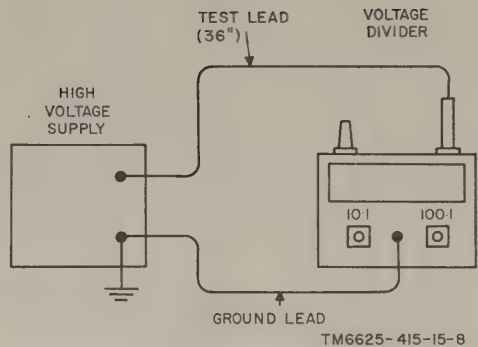 TEST LEAD
(36")
VOLTAGE
DIVIDER
HIGH
VOLTAGE
SUPPLY
10:1
100:1
GROUND LEAD
TM6625-415-15-8